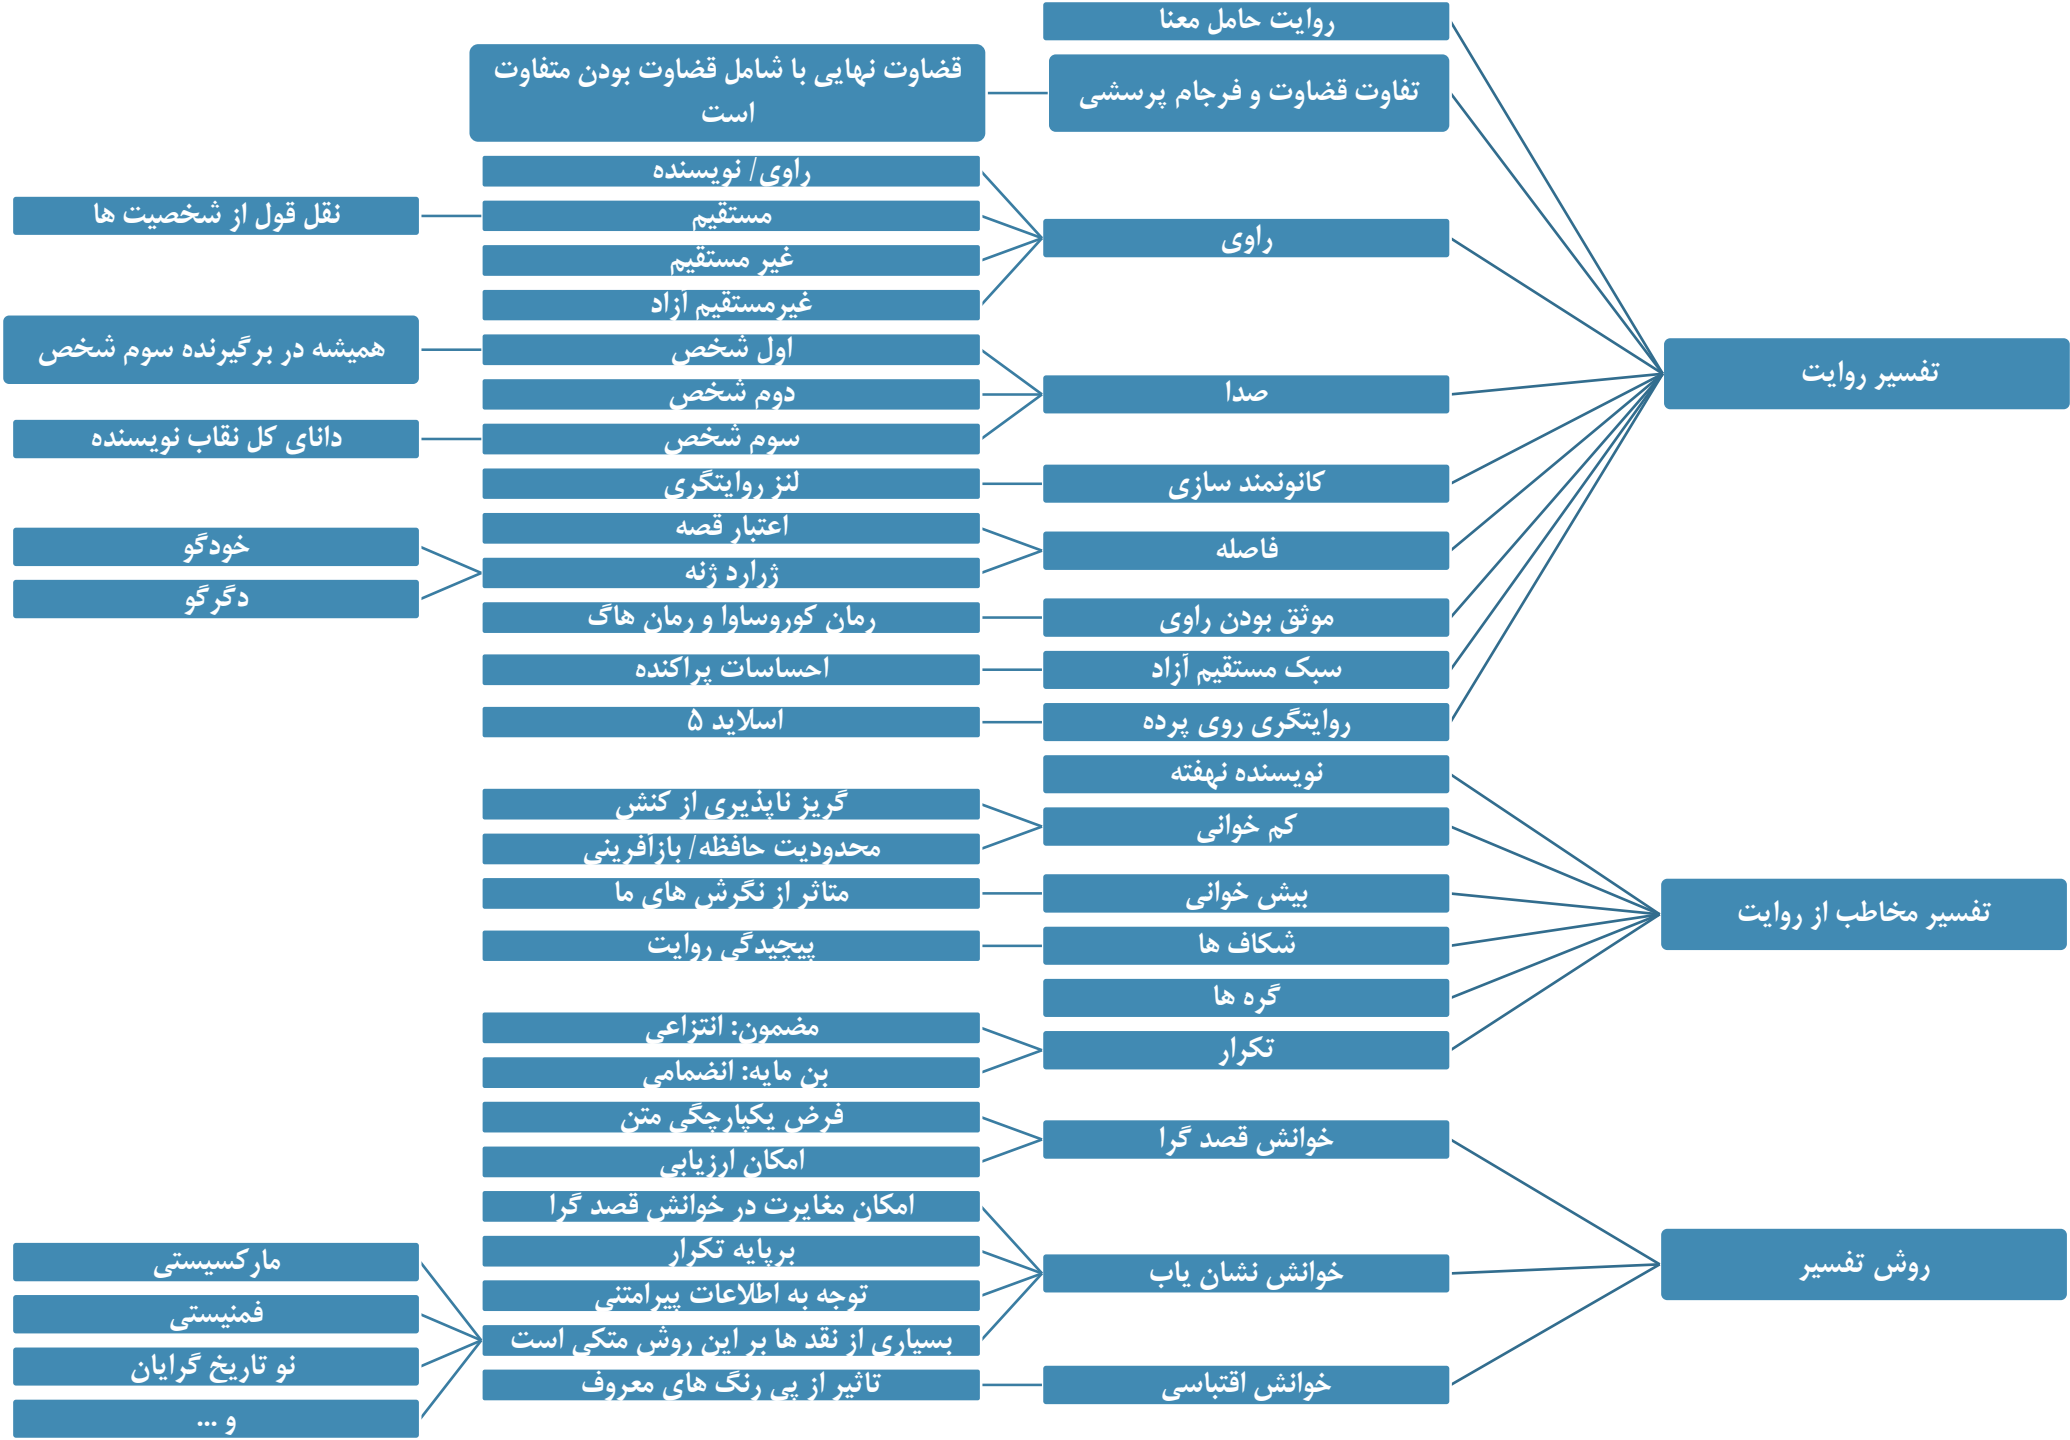 تفسیر روایت
روایت حامل معنا
تفاوت قضاوت و فرجام پرسشی
قضاوت نهایی با شامل قضاوت بودن متفاوت
است
راوی
راوی/ نویسنده
مستقیم
نقل قول از شخصیت ها
غیر مستقیم
غیرمستقیم آزاد
صدا
اول شخص
همیشه در برگیرنده سوم شخص
دوم شخص
سوم شخص
دانای کل نقاب نویسنده
کانونمند سازی
لنز روایتگری
فاصله
اعتبار قصه
ژرارد ژنه
خودگو
دگرگو
موثق بودن راوی
رمان کوروساوا و رمان هاگ
سبک مستقیم آزاد
احساسات پراکنده
روایتگری روی پرده
اسلاید ۵
تفسیر مخاطب از روایت
نویسنده نهفته
کم خوانی
گریز ناپذیری از کنش
محدودیت حافظه/ بازآفرینی
بیش خوانی
متاثر از نگرش های ما
شکاف ها
پیچیدگی روایت
گره ها
تکرار
مضمون: انتزاعی
بن مایه: انضمامی
روش تفسیر
خوانش قصد گرا
فرض یکپارچگی متن
امکان ارزیابی
خوانش نشان یاب
امکان مغایرت در خوانش قصد گرا
برپایه تکرار
توجه به اطلاعات پیرامتنی
بسیاری از نقد ها بر این روش متکی است
مارکسیستی
فمنیستی
نو تاریخ گرایان
و ...
خوانش اقتباسی
تاثیر از پی رنگ های معروف